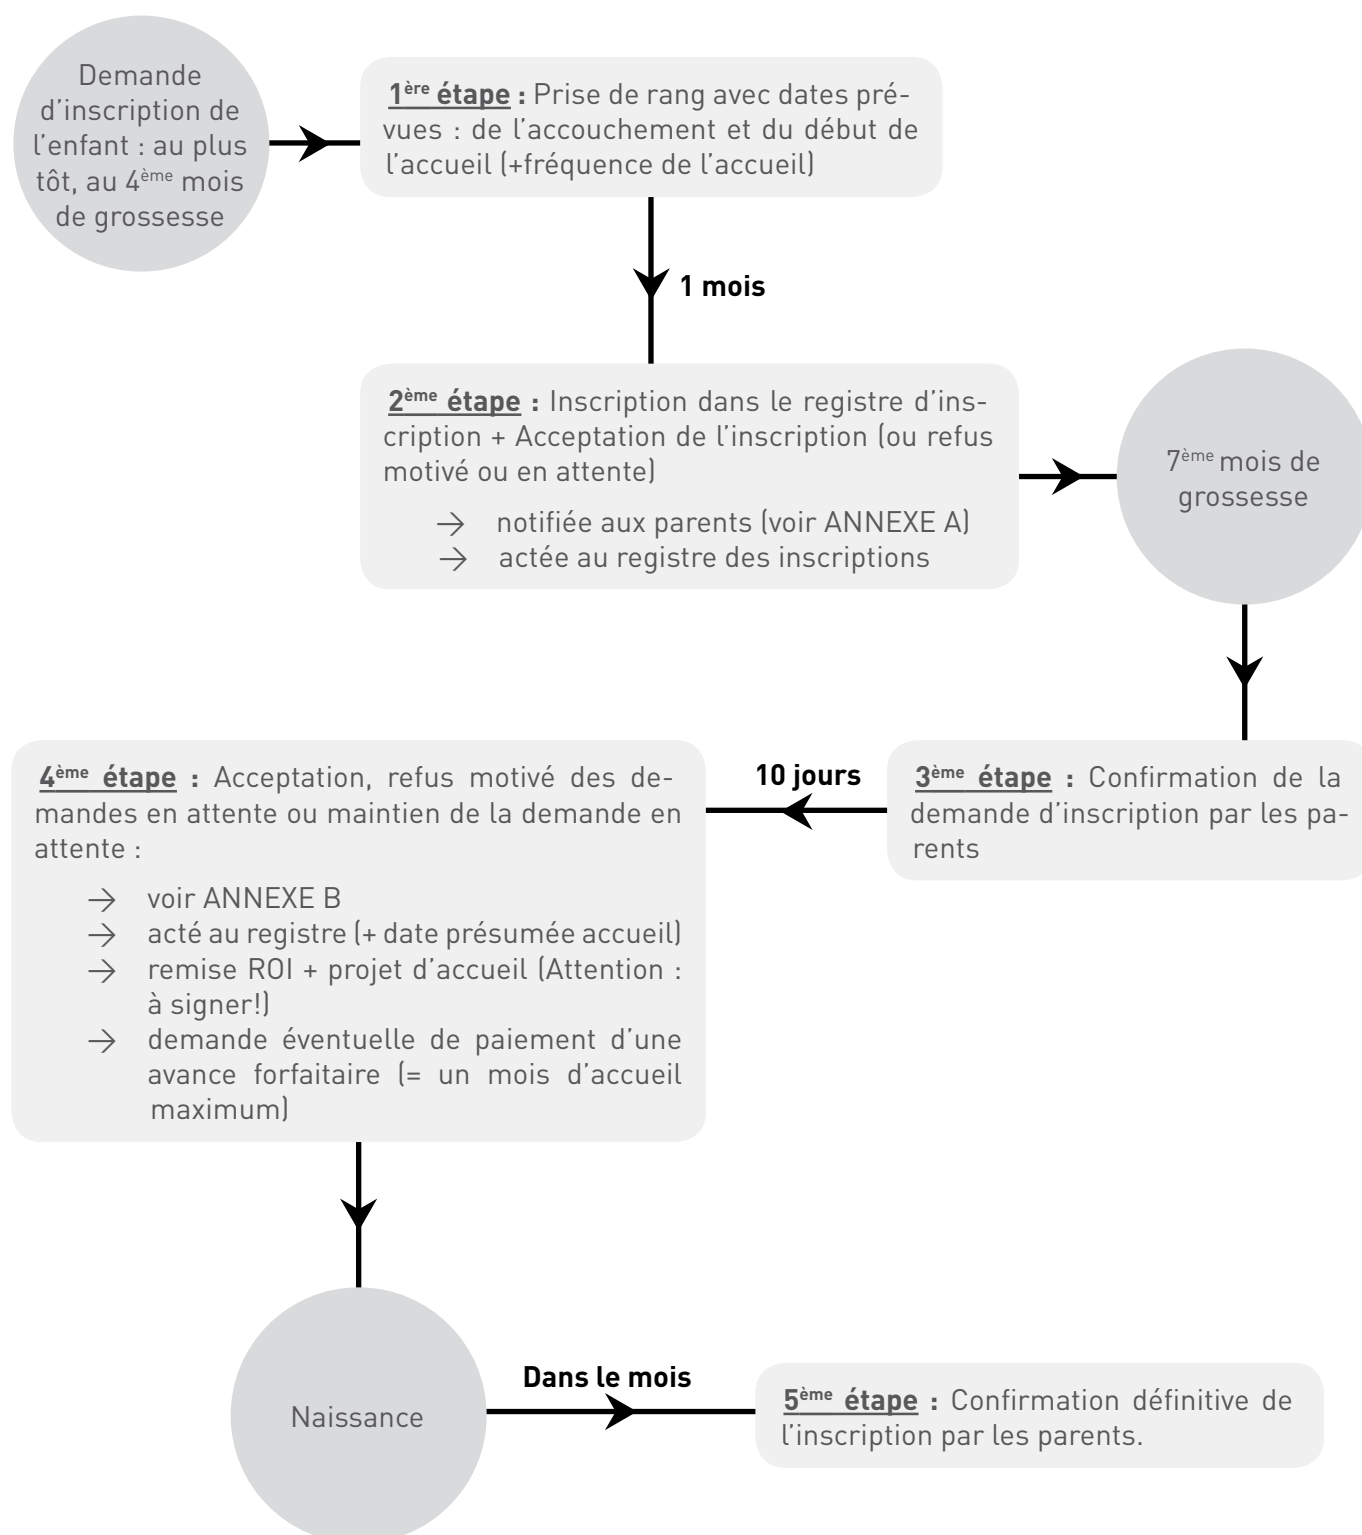 Demande
d'inscription de
l'enfant : au plus
tôt, au 4ème mois
de grossesse
1ère étape : Prise de rang avec dates pré-
vues : de l'accouchement et du début de
l'accueil (+fréquence de l'accueil)
1 mois
2ème étape : Inscription dans le registre d'ins-
cription + Acceptation de l'inscription (ou refus
motivé ou en attente)
→ notifiée aux parents (voir ANNEXE A)
→ actée au registre des inscriptions
7ème mois de
grossesse
3ème étape : Confirmation de la
demande d'inscription par les pa-
rents
10 jours
4ème étape : Acceptation, refus motivé des de-
mandes en attente ou maintien de la demande en
attente :
→ voir ANNEXE B
→ acté au registre (+ date présumée accueil)
→ remise ROI + projet d'accueil (Attention :
à signer!)
→ demande éventuelle de paiement d'une
avance forfaitaire (= un mois d'accueil
maximum)
Naissance
Dans le mois
5ème étape : Confirmation définitive de
l'inscription par les parents.